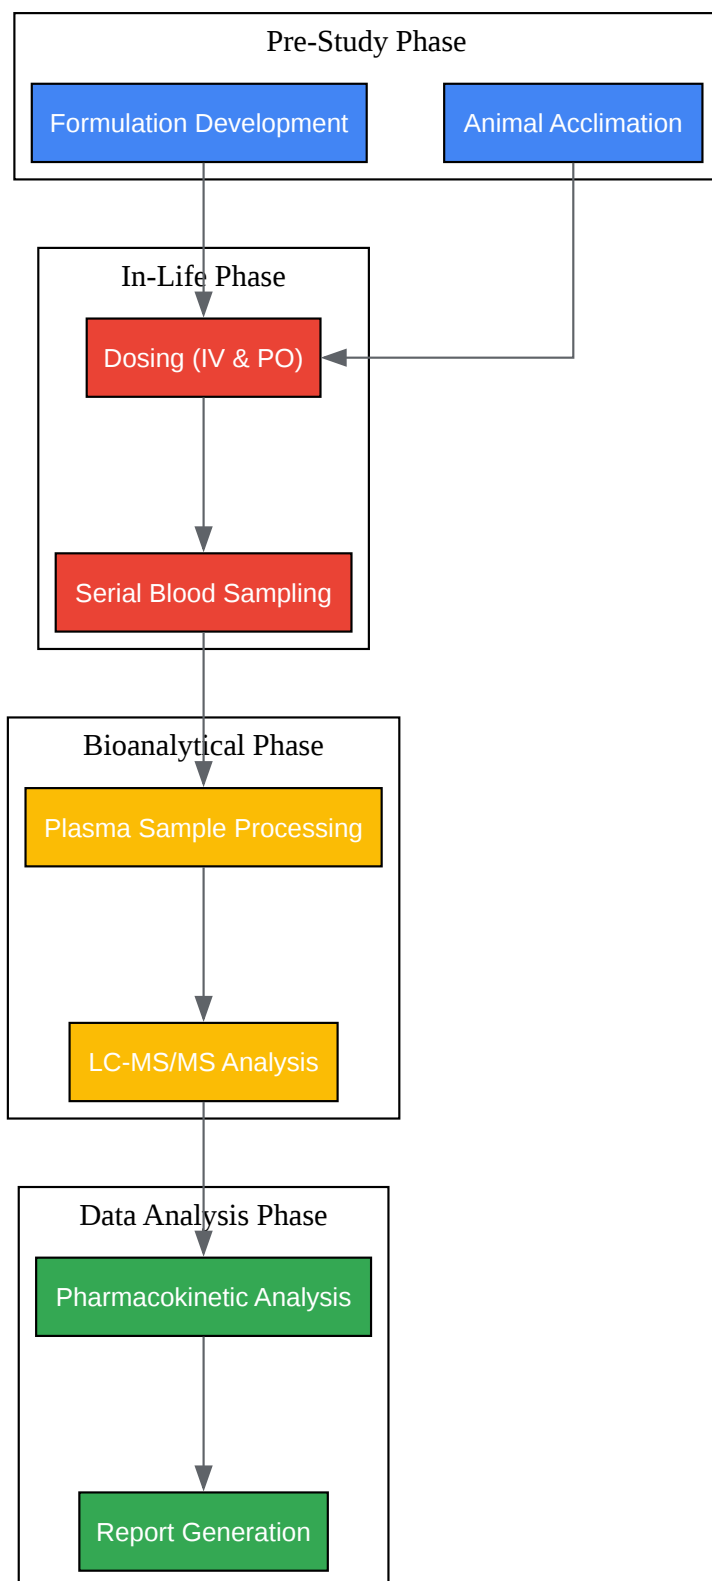 Pre-Study Phase
Formulation Development
Animal Acclimation
In-Life Phase
Dosing (IV & PO)
Serial Blood Sampling
Bioanalytical Phase
Plasma Sample Processing
LC-MS/MS Analysis
Data Analysis Phase
Pharmacokinetic Analysis
Report Generation